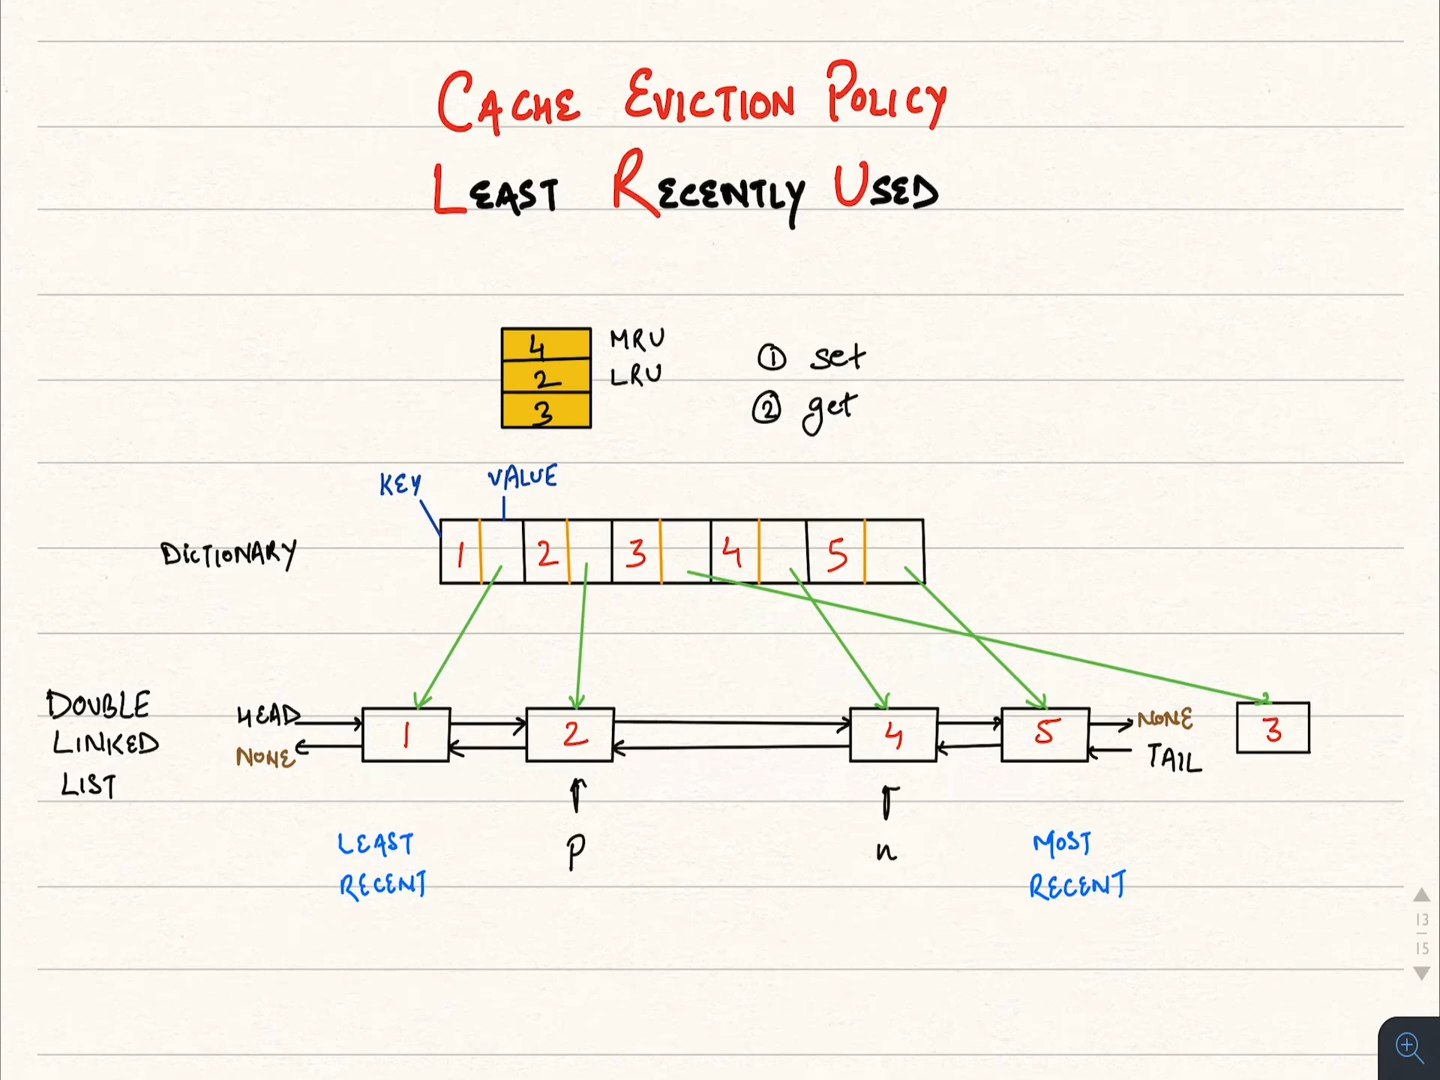 CACHE EVICTION POLICY
LEAST RECENTLY USED
4 MRU
2 LRU
3
① set
② get
KEY VALUE
DICTIONARY 1 2 3 4 5
DOUBLE
LINKED
LIST
HEAD 1 2 4 5 NONE 3
NONE TAIL
p n
LEAST
RECENT
MOST
RECENT
13
15